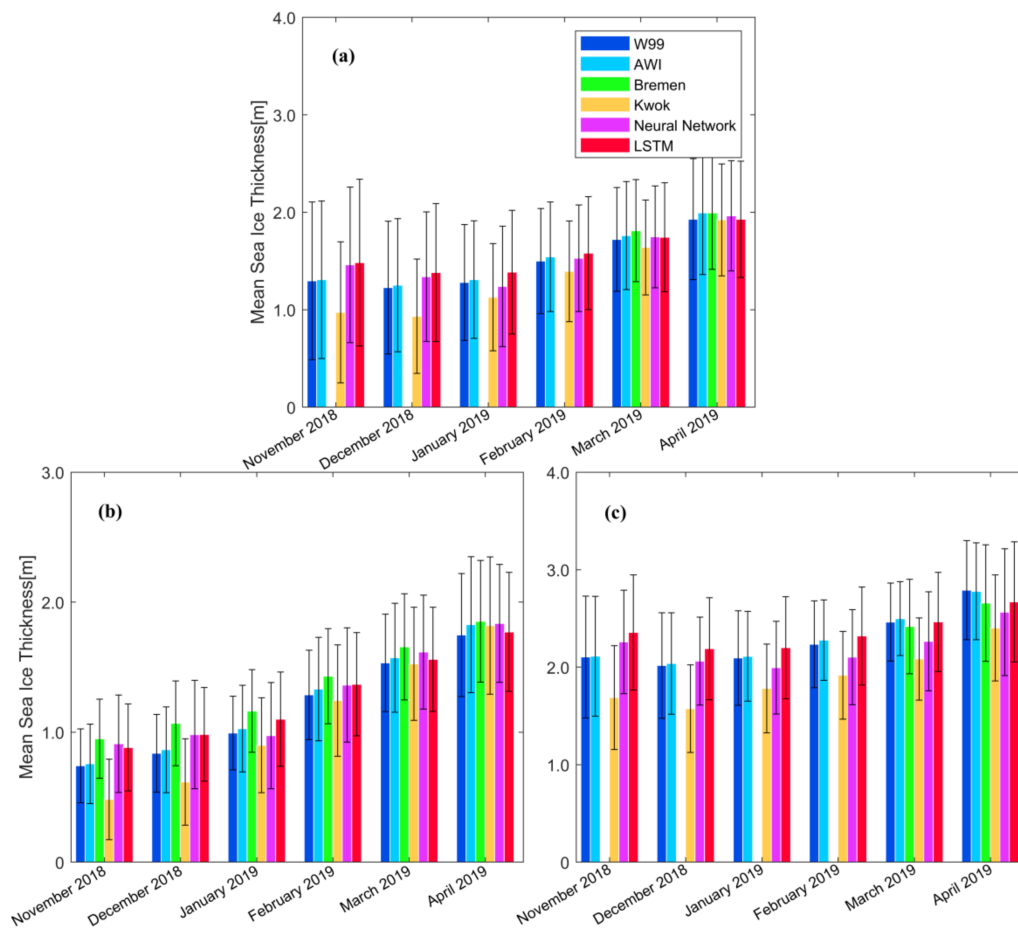 (a)
W99
AWI
Bremen
Kwok
Neural Network
LSTM
Mean Sea Ice Thickness[m]
4.0
3.0
2.0
1.0
0
November 2018
December 2018
January 2019
February 2019
March 2019
April 2019
(b)
Mean Sea Ice Thickness[m]
3.0
2.0
1.0
0
November 2018
December 2018
January 2019
February 2019
March 2019
April 2019
(c)
4.0
3.0
2.0
1.0
0
November 2018
December 2018
January 2019
February 2019
March 2019
April 2019